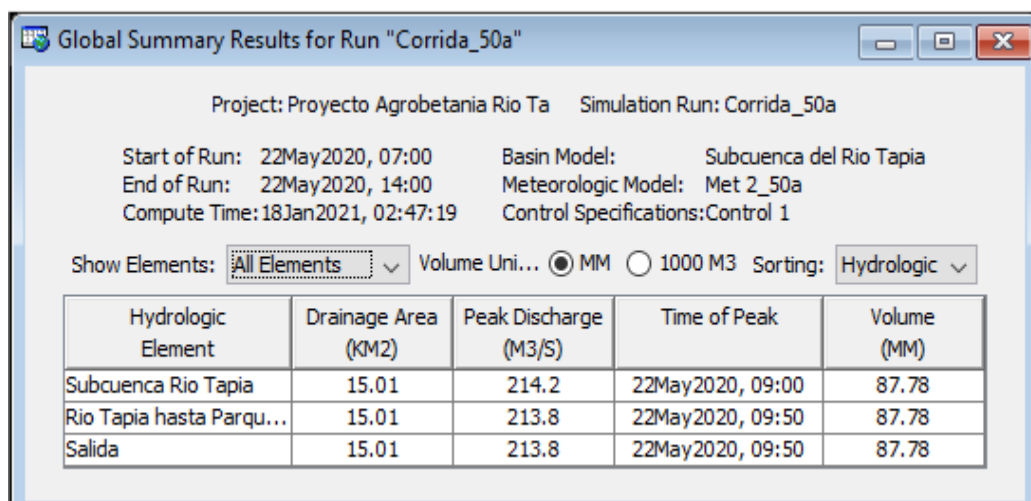 Global Summary Results for Run "Corrida_50a"
Project: Proyecto Agrobetania Rio Ta Simulation Run: Corrida_50a
Start of Run: 22May2020, 07:00 Basin Model: Subcuenca del Rio Tapia
End of Run: 22May2020, 14:00 Meteorologic Model: Met 2_50a
Compute Time:18Jan2021, 02:47:19 Control Specifications:Control 1
Show Elements: All Elements Volume Uni... MM 1000 M3 Sorting: Hydrologic
Hydrologic Drainage Area Peak Discharge Time of Peak Volume
Element (KM2) (M3/S) (MM)
Subcuenca Rio Tapia 15.01 214.2 22May2020, 09:00 87.78
Rio Tapia hasta Parqu... 15.01 213.8 22May2020, 09:50 87.78
Salida 15.01 213.8 22May2020, 09:50 87.78